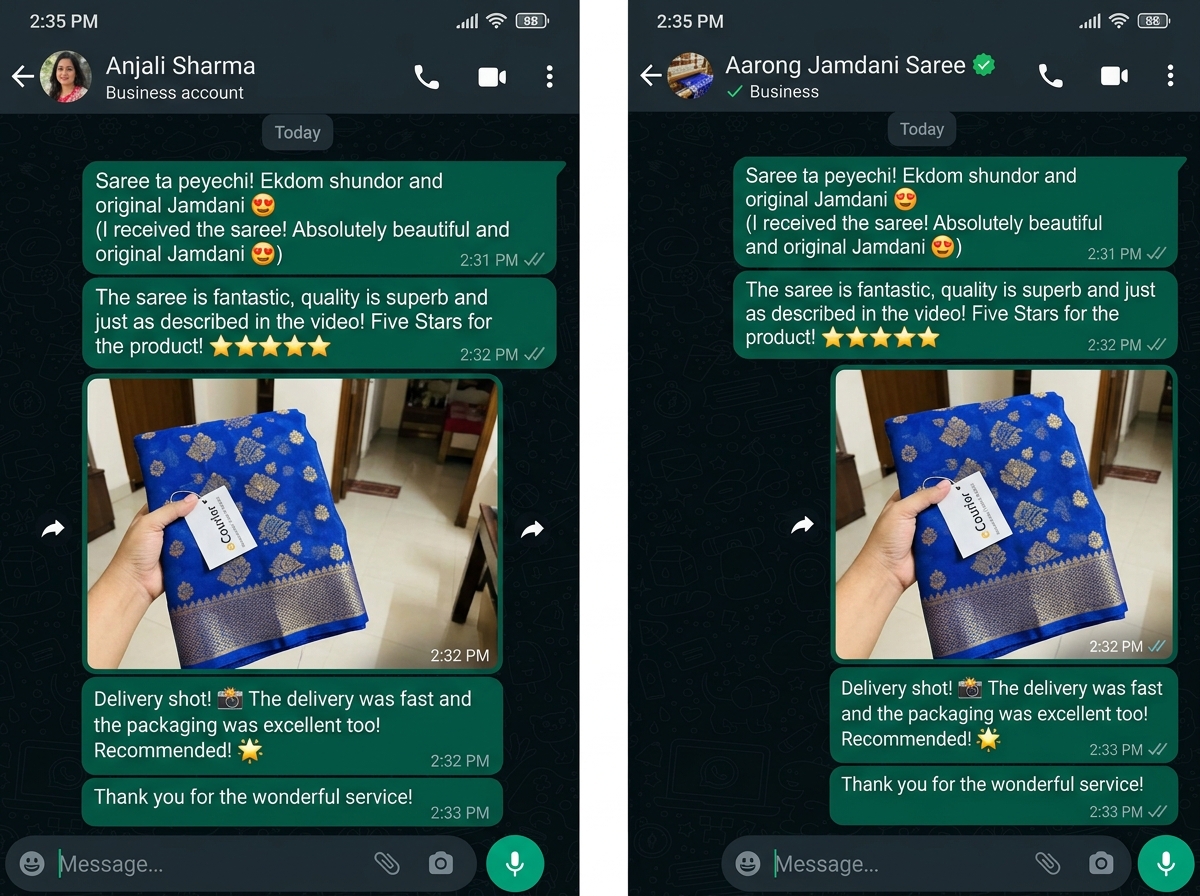 2:35 PM
88
Anjali Sharma
Business account
Today
Saree ta peyechi! Ekdom shundor and
original Jamdani 😍
(I received the saree! Absolutely beautiful and
original Jamdani 😍)
2:31 PM
The saree is fantastic, quality is superb and
just as described in the video! Five Stars for
the product! ⭐⭐⭐⭐⭐
2:32 PM
Courior
2:32 PM
Delivery shot! 📸 The delivery was fast and
the packaging was excellent too!
Recommended! 🌟
2:32 PM
Thank you for the wonderful service!
2:33 PM
Message...
2:35 PM
88
Aarong Jamdani Saree
Business
Today
Saree ta peyechi! Ekdom shundor and
original Jamdani 😍
(I received the saree! Absolutely beautiful
and original Jamdani 😍)
2:31 PM
The saree is fantastic, quality is superb and just
as described in the video! Five Stars for the
product! ⭐⭐⭐⭐⭐
2:32 PM
Courior
2:32 PM
Delivery shot! 📸 The delivery was fast
and the packaging was excellent too!
Recommended! 🌟
2:33 PM
Thank you for the wonderful service!
2:33 PM
Message...